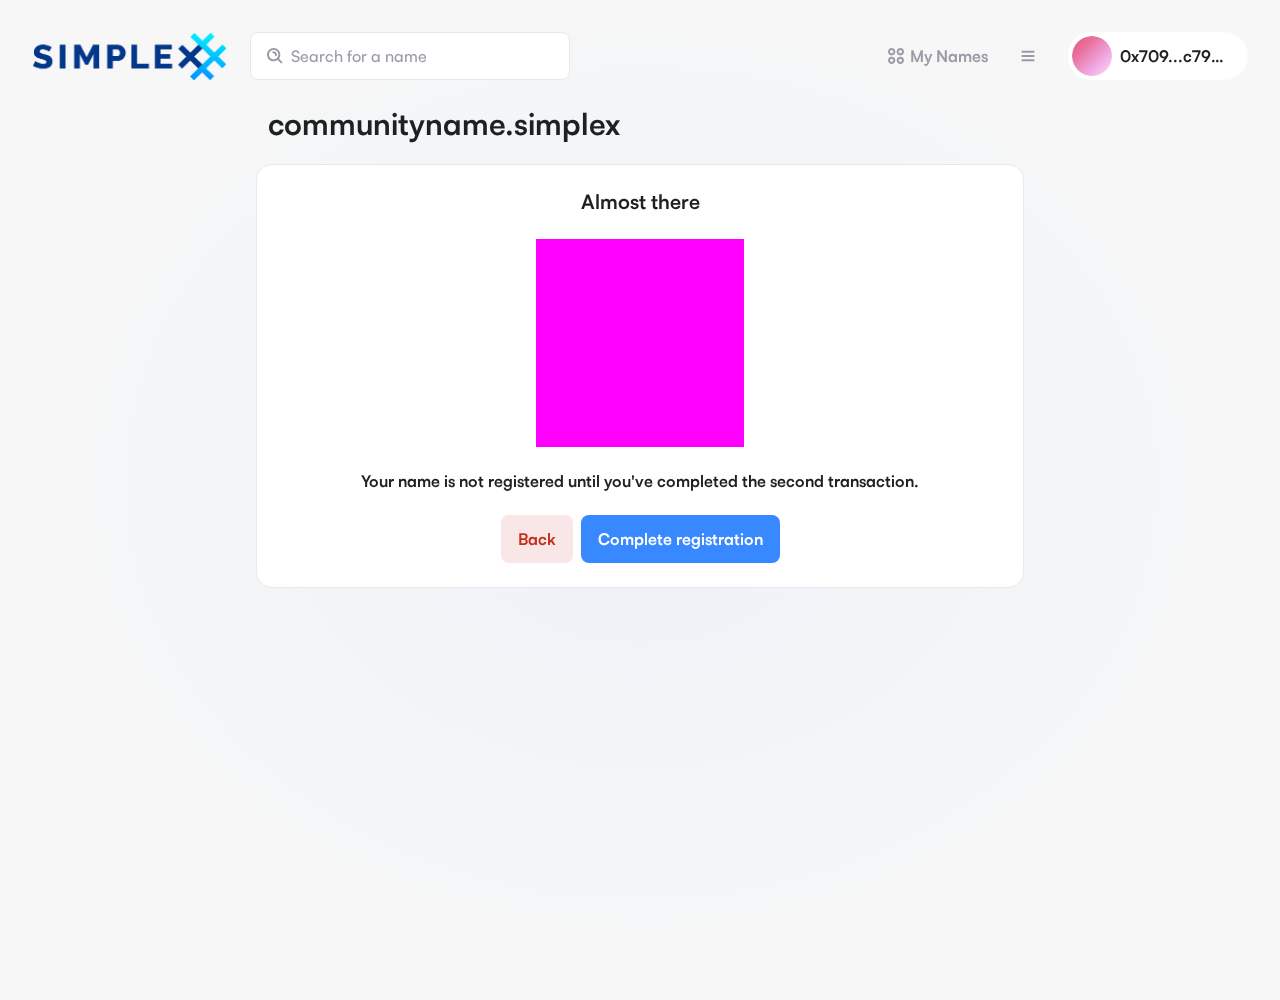 SIMPLEX
Search for a name
My Names
0x709...c79...
communityname.simplex
Almost there
Your name is not registered until you've completed the second transaction.
Back
Complete registration